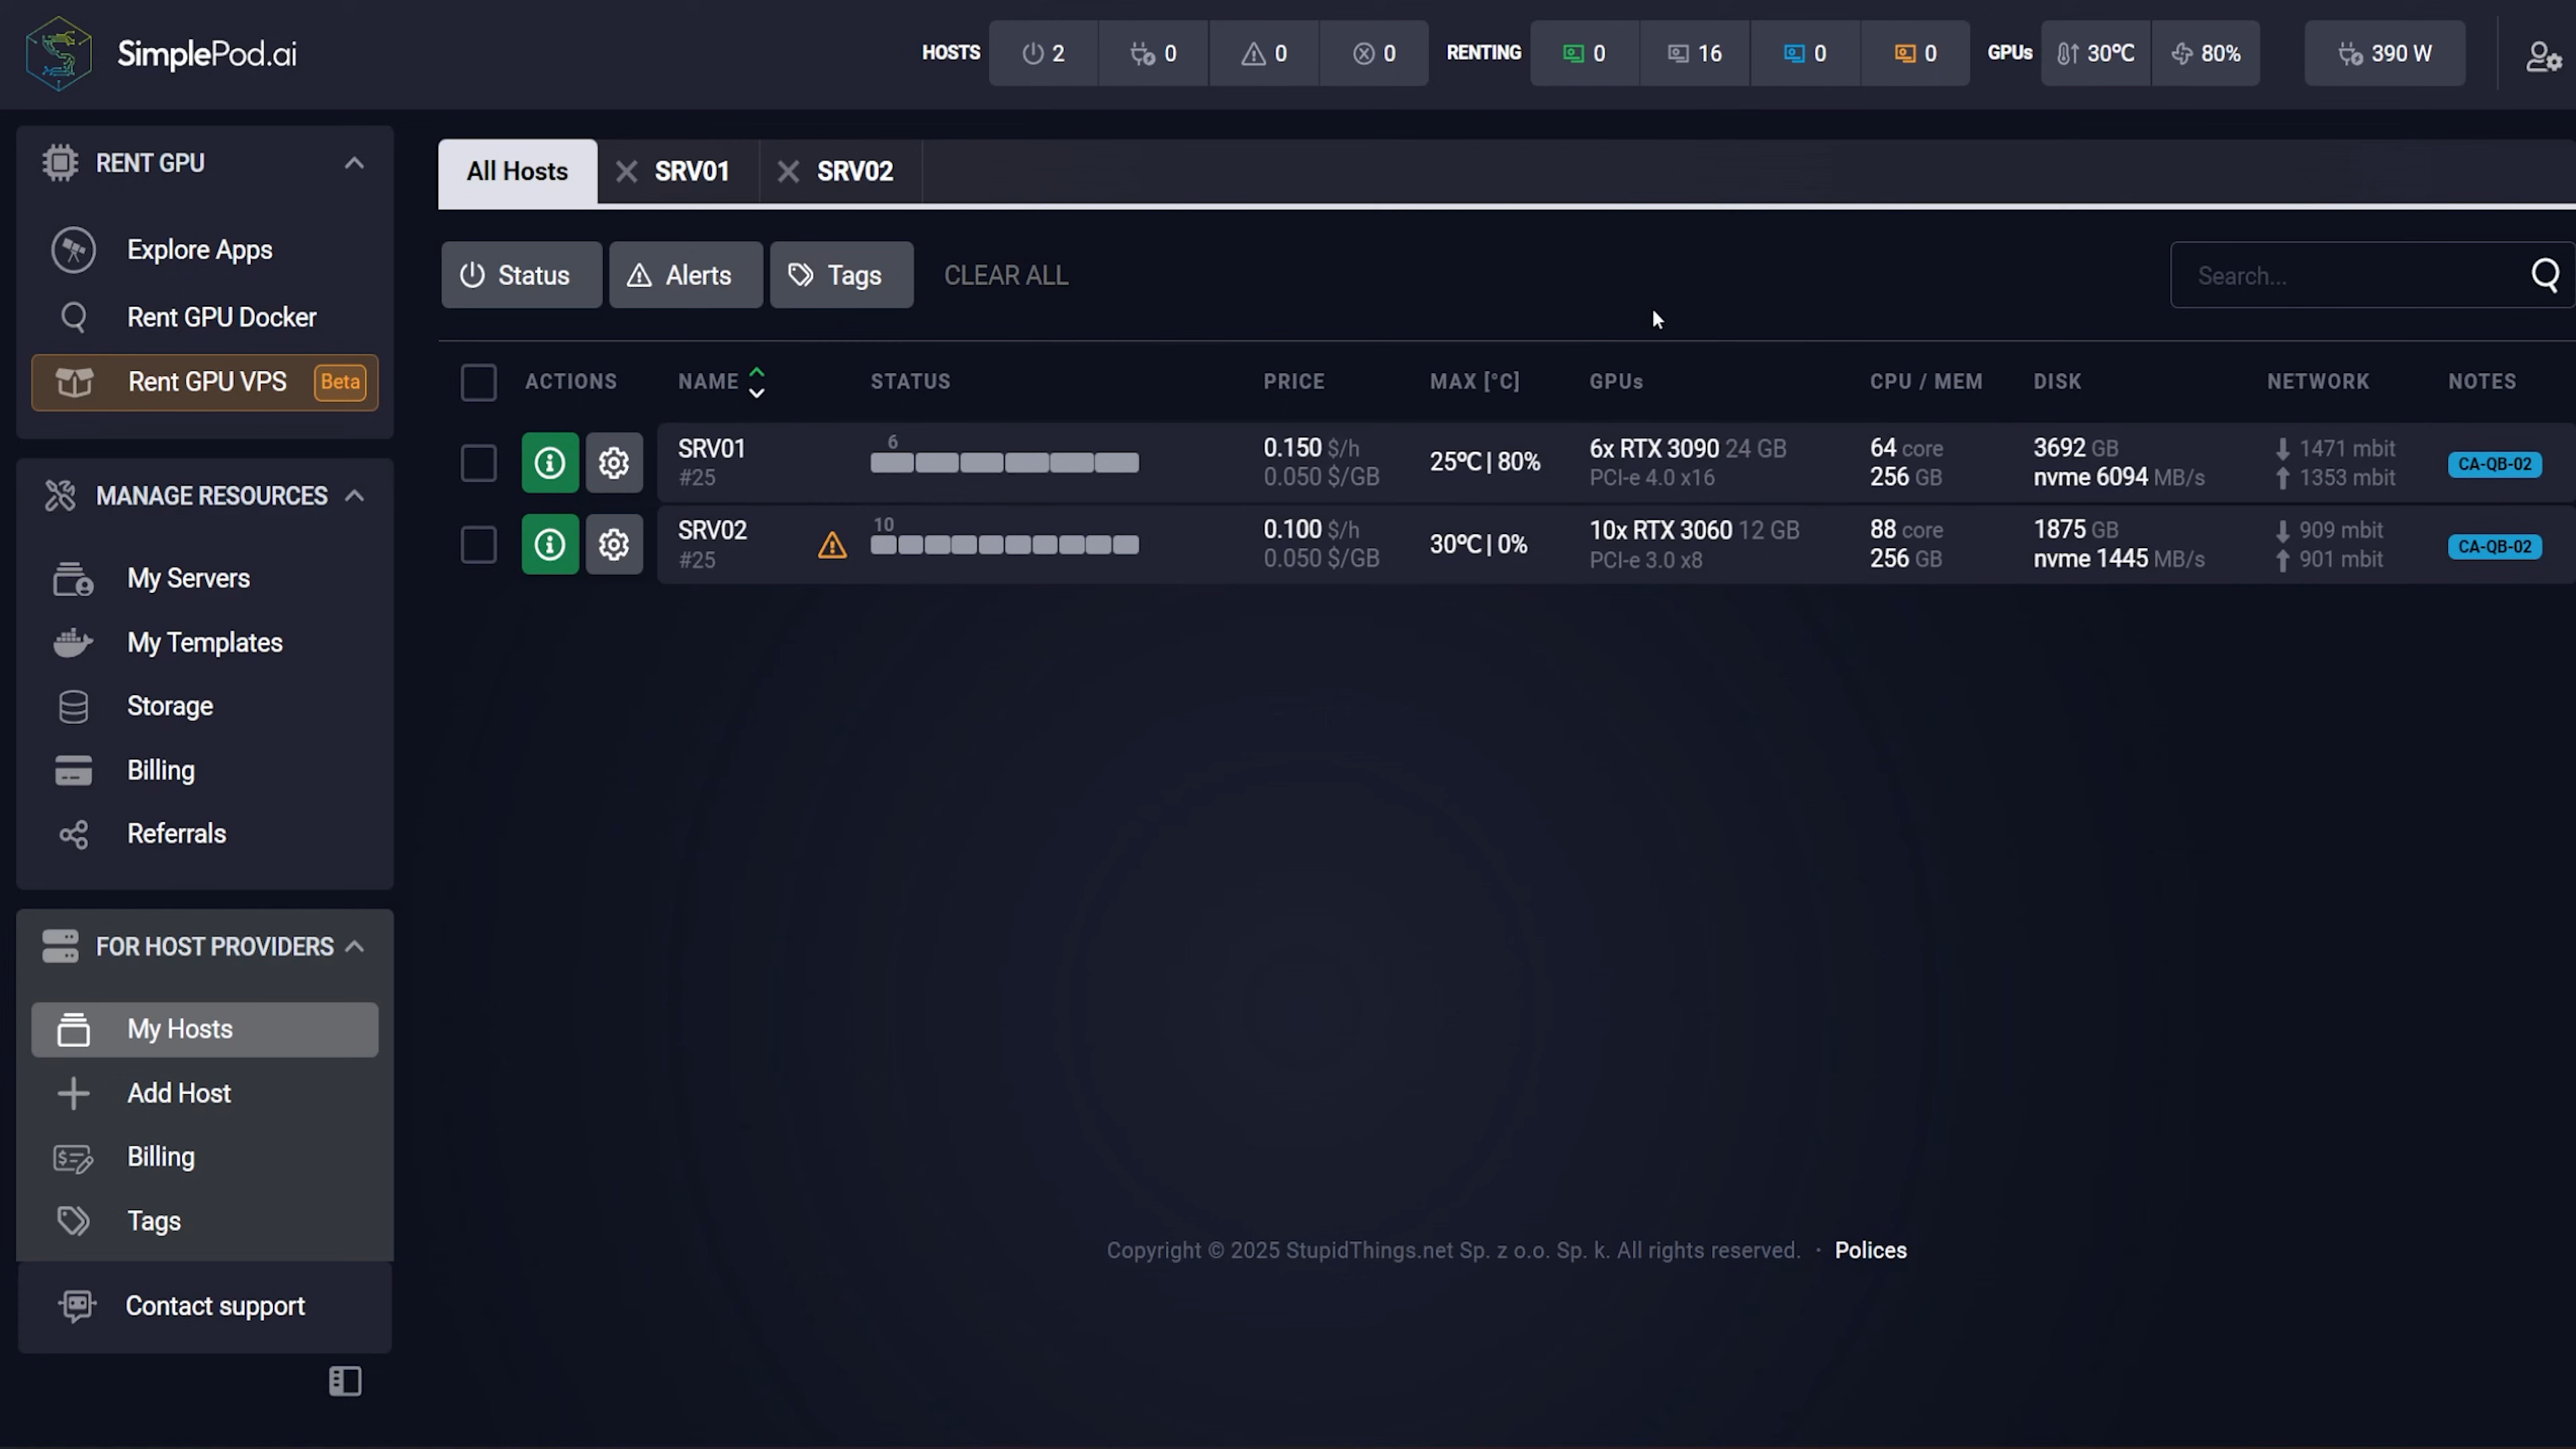 SimplePod.ai
HOSTS 2 0 0 0 RENTING 0 16 0 0 GPUs 30°C 80% 390 W
RENT GPU
Explore Apps
Rent GPU Docker
Rent GPU VPS Beta
MANAGE RESOURCES
My Servers
My Templates
Storage
Billing
Referrals
FOR HOST PROVIDERS
My Hosts
Add Host
Billing
Tags
Contact support
All Hosts SRV01 SRV02
Status Alerts Tags CLEAR ALL Search...
ACTIONS NAME STATUS PRICE MAX [°C] GPUs CPU / MEM DISK NETWORK NOTES
SRV01 6 0.150 $/h 25°C | 80% 6x RTX 3090 24 GB 64 core 3692 GB 1471 mbit CA-QB-02
#25 0.050 $/GB PCI-e 4.0 x16 256 GB nvme 6094 MB/s 1353 mbit
SRV02 10 0.100 $/h 30°C | 0% 10x RTX 3060 12 GB 88 core 1875 GB 909 mbit CA-QB-02
#25 0.050 $/GB PCI-e 3.0 x8 256 GB nvme 1445 MB/s 901 mbit
Copyright © 2025 StupidThings.net Sp. z o.o. Sp. k. All rights reserved. · Polices